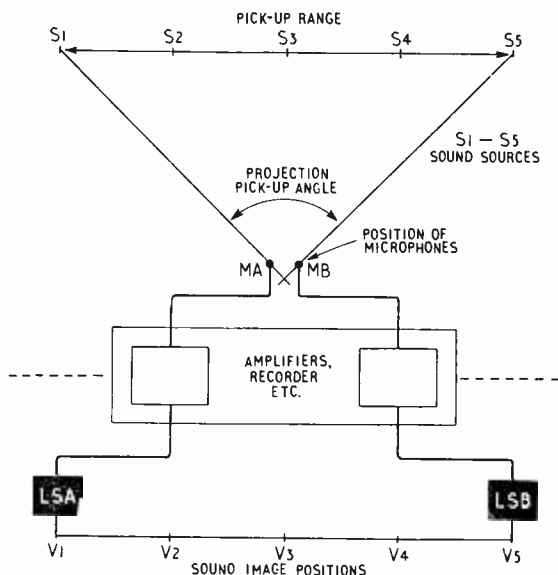 PICK-UP RANGE
S1 S2 S3 S4 S5
S1 – S5
SOUND SOURCES
PROJECTION
PICK-UP ANGLE
POSITION OF
MICROPHONES
MA MB
AMPLIFIERS,
RECORDER
ETC.
LSA LSB
V1 V2 V3 V4 V5
SOUND IMAGE POSITIONS